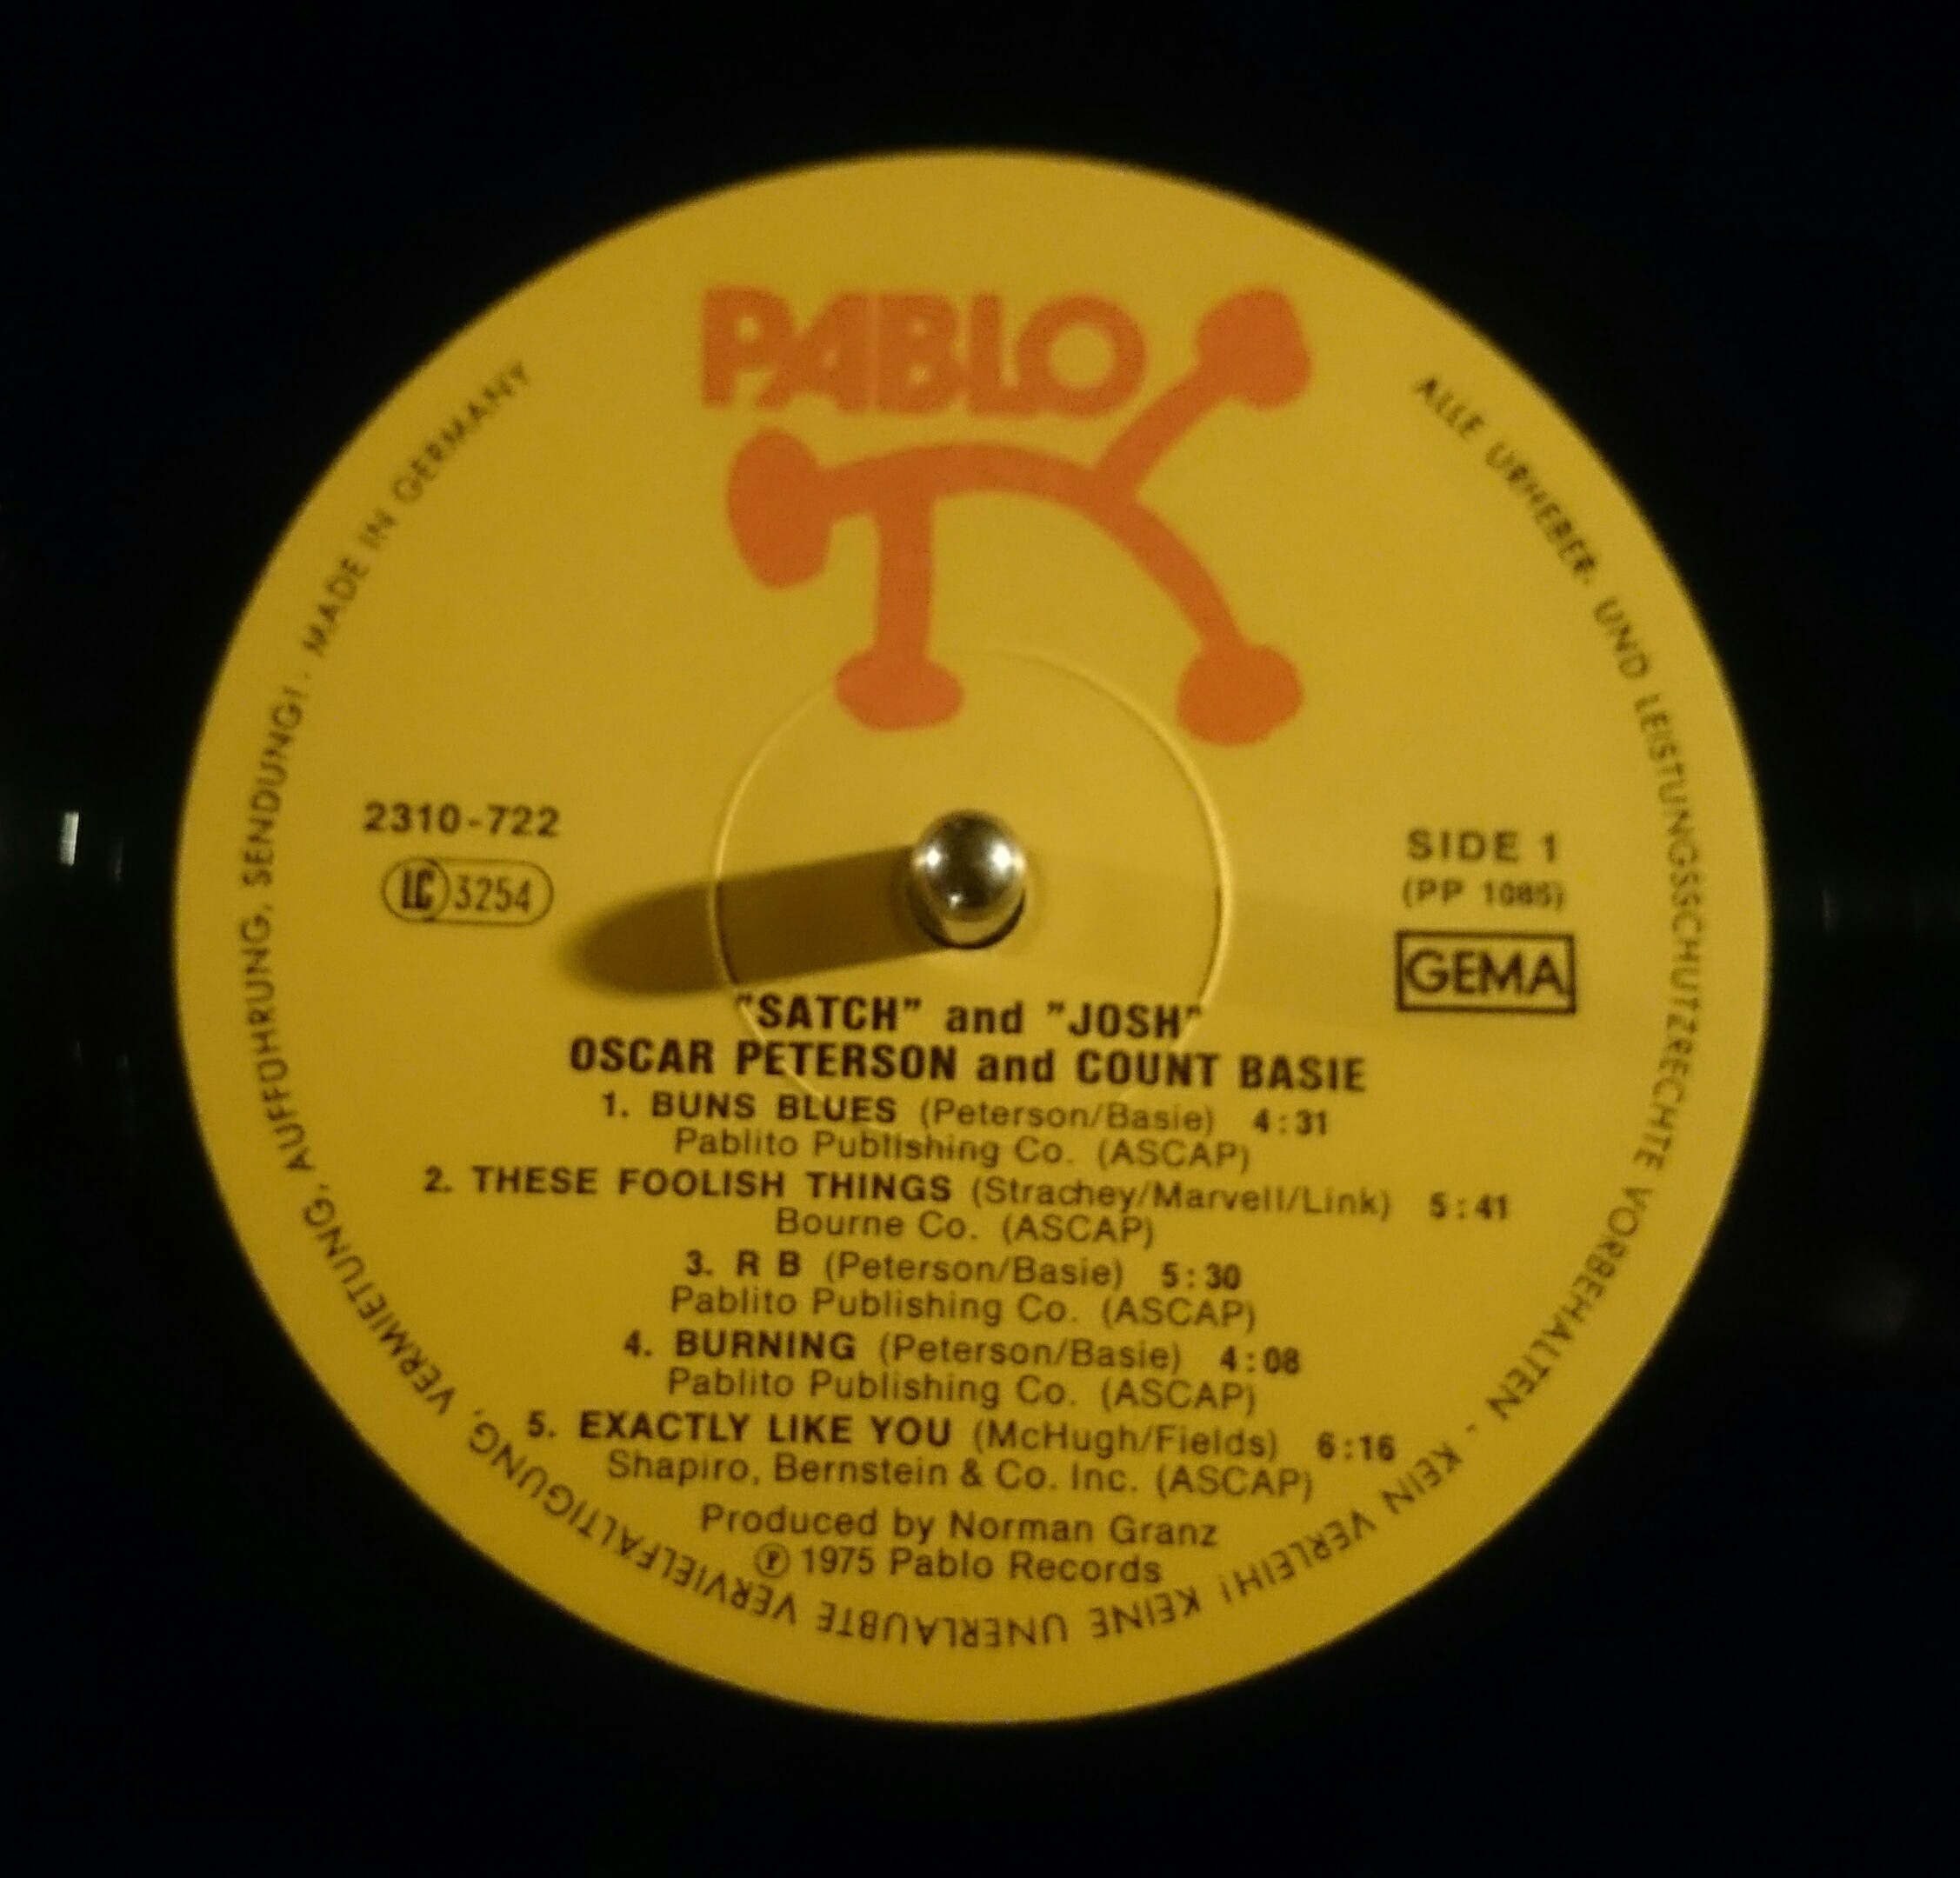 PABLO
2310-722
LC 3254
SIDE 1
(PP 1085)
GEMA
"SATCH" and "JOSH"
OSCAR PETERSON and COUNT BASIE
1. BUNS BLUES (Peterson/Basie) 4:31
Pablito Publishing Co. (ASCAP)
2. THESE FOOLISH THINGS (Strachey/Marvell/Link) 5:41
Bourne Co. (ASCAP)
3. R B (Peterson/Basie) 5:30
Pablito Publishing Co. (ASCAP)
4. BURNING (Peterson/Basie) 4:08
Pablito Publishing Co. (ASCAP)
5. EXACTLY LIKE YOU (McHugh/Fields) 6:16
Shapiro, Bernstein & Co. Inc. (ASCAP)
Produced by Norman Granz
℗ 1975 Pablo Records
ALLE URHEBER- UND LEISTUNGSSCHUTZRECHTE VORBEHALTEN - KEIN VERLEIH! KEINE UNERLAUBTE VERVIELFÄLTIGUNG, VERMIETUNG, AUFFÜHRUNG, SENDUNG! · MADE IN GERMANY